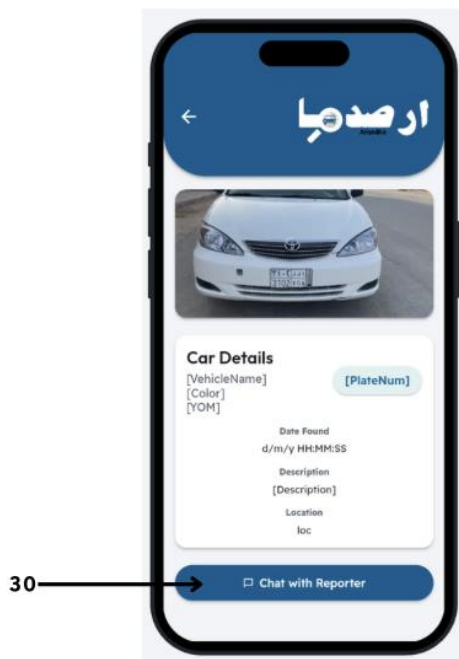 ارصدها
Arsedha
Car Details
[VehicleName]
[PlateNum]
[Color]
[YOM]
Date Found
d/m/y HH:MM:SS
Description
[Description]
Location
loc
30
Chat with Reporter